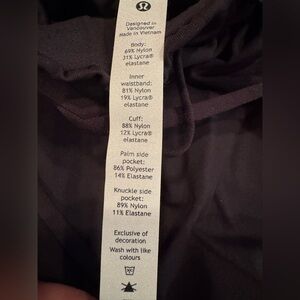 Designed in
Vancouver
Made in Vietnam
Body:
69% Nylon
31% Lycra®
elastane
Inner
waistband:
81% Nylon
19% Lycra®
elastane
Cuff:
88% Nylon
12% Lycra®
elastane
Palm side
pocket:
86% Polyester
14% Elastane
Knuckle side
pocket:
89% Nylon
11% Elastane
Exclusive of
decoration
Wash with like
colours